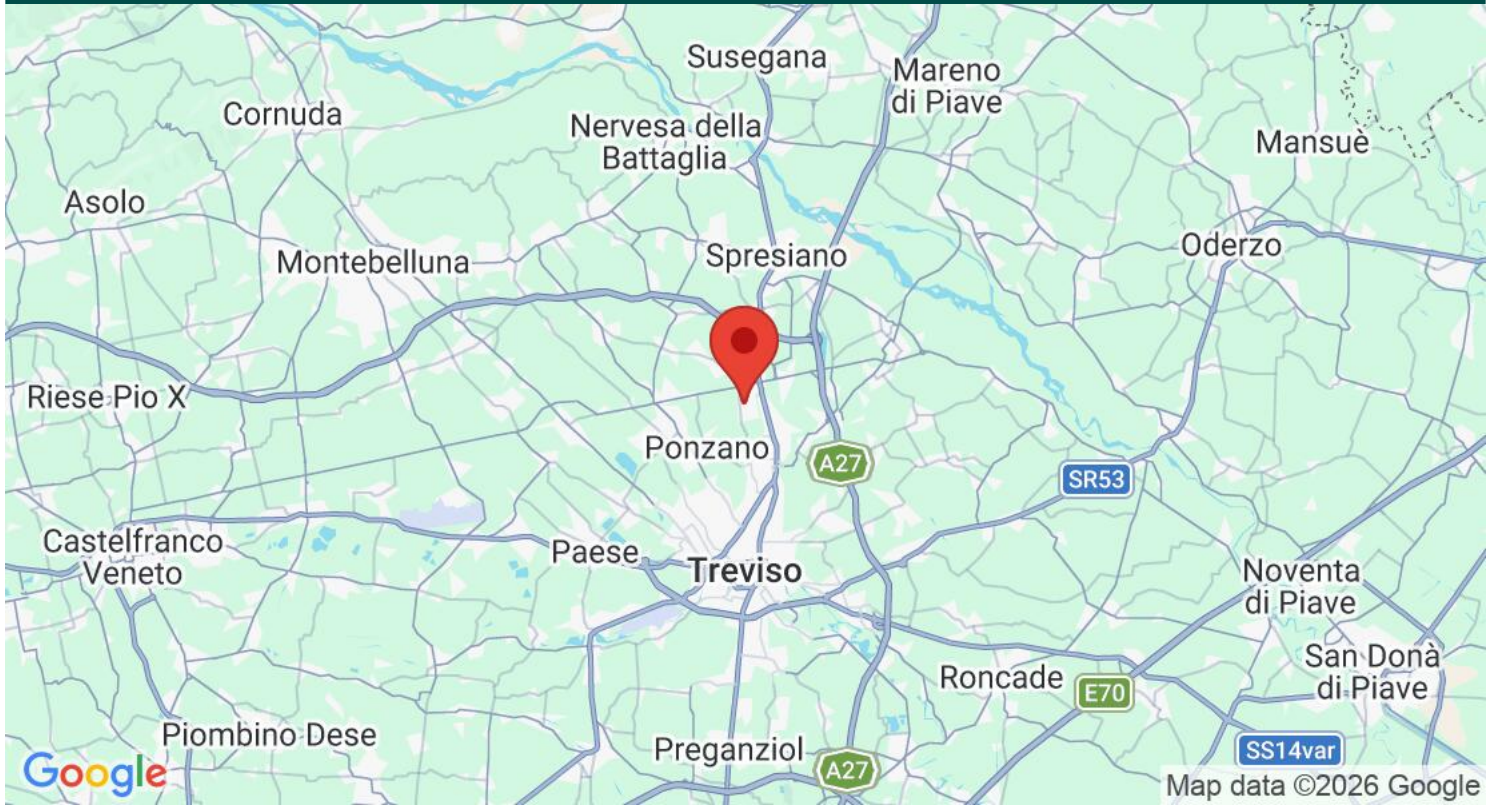 Susegana
Mareno
di Piave
Cornuda
Nervesa della
Battaglia
Mansuè
Asolo
Montebelluna
Spresiano
Oderzo
Riese Pio X
Ponzano
A27
SR53
Castelfranco
Veneto
Paese
Treviso
Noventa
di Piave
Roncade
E70
San Donà
di Piave
Piombino Dese
Preganziol
A27
SS14var
Google
Map data ©2026 Google